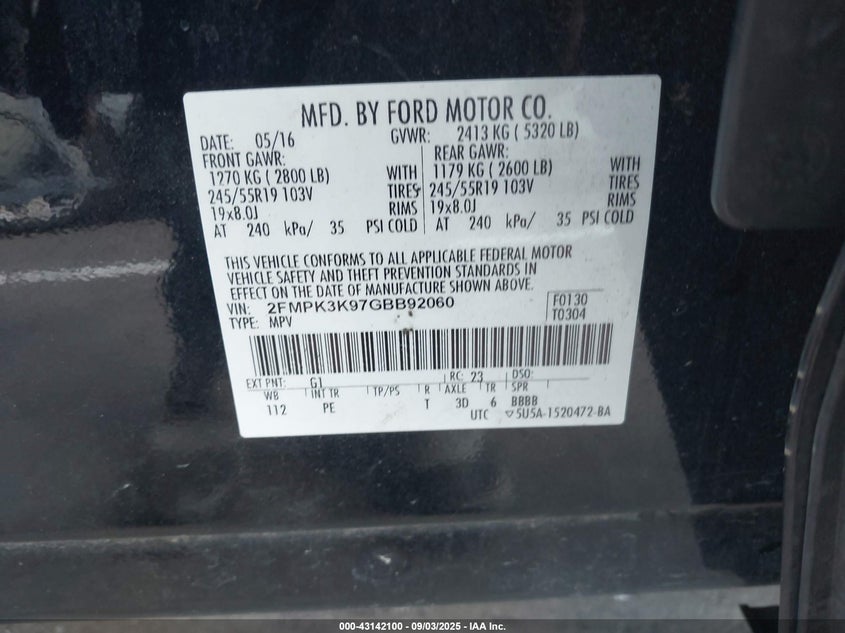 MFD. BY FORD MOTOR CO.
DATE: 05/16 GVWR: 2413 KG ( 5320 LB)
FRONT GAWR: REAR GAWR:
1270 KG ( 2800 LB) WITH 1179 KG ( 2600 LB) WITH
245/55R19 103V TIRES 245/55R19 103V TIRES
19x8.0J RIMS 19x8.0J RIMS
AT 240 kPa/ 35 PSI COLD AT 240 kPa/ 35 PSI COLD
THIS VEHICLE CONFORMS TO ALL APPLICABLE FEDERAL MOTOR
VEHICLE SAFETY AND THEFT PREVENTION STANDARDS IN
EFFECT ON THE DATE OF MANUFACTURE SHOWN ABOVE.
VIN: 2FMPK3K97GBB92060 F0130
TYPE: MPV T0304
EXT PNT: G1 RC: 23 DSO:
WB INT TR TP/PS R AXLE TR SPR
112 PE T 3D 6 BBBB
UTC 5U5A-1520472-BA
000-43142100 - 09/03/2025 - IAA Inc.